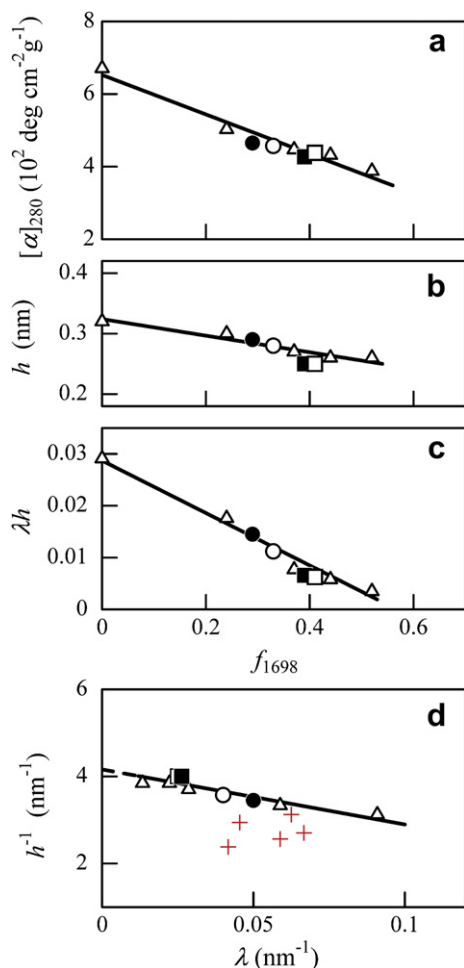 a
8
6
4
2
[α]₂₈₀ (10² deg cm⁻²g⁻¹)
b
0.4
0.3
0.2
h (nm)
c
0.03
0.02
0.01
0
λh
0 0.2 0.4 0.6
f₁₆₉₈
d
6
4
2
h⁻¹ (nm⁻¹)
0 0.05 0.1
λ (nm⁻¹)